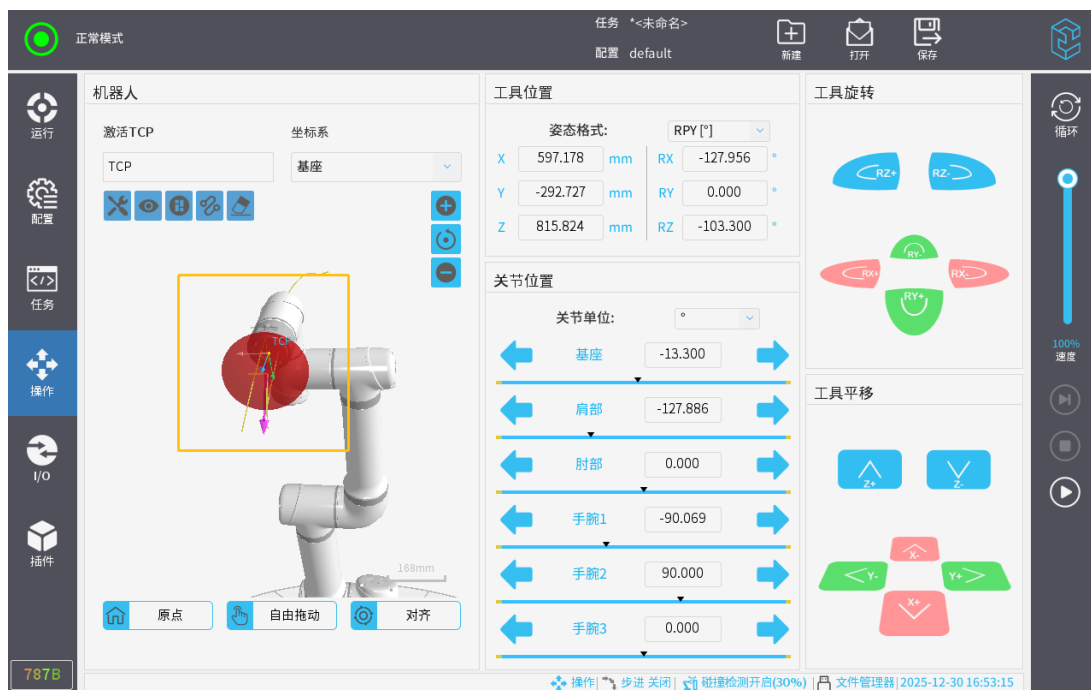 正常模式
任务 *<未命名>
配置 default
新建
打开
保存
运行
配置
任务
操作
I/O
插件
787B
机器人
激活TCP
坐标系
TCP
基座
TCP
168mm
原点
自由拖动
对齐
工具位置
姿态格式: RPY [°]
X 597.178 mm RX -127.956 °
Y -292.727 mm RY 0.000 °
Z 815.824 mm RZ -103.300 °
关节位置
关节单位: °
基座 -13.300
肩部 -127.886
肘部 0.000
手腕1 -90.069
手腕2 90.000
手腕3 0.000
工具旋转
RZ+ RZ-
RY-
RX+ RX-
RY+
工具平移
Z+ Z-
X-
Y- Y+
X+
循环
100%
速度
操作| 步进 关闭| 碰撞检测开启(30%) | 文件管理器|2025-12-30 16:53:15